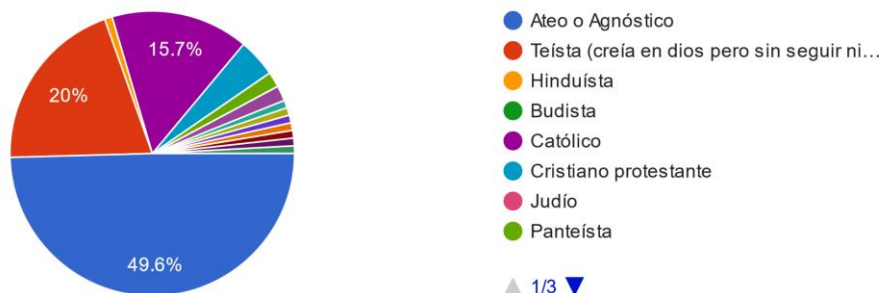 15.7%
20%
49.6%
Ateo o Agnóstico
Teísta (creía en dios pero sin seguir ni...
Hinduísta
Budista
Católico
Cristiano protestante
Judío
Panteísta
1/3